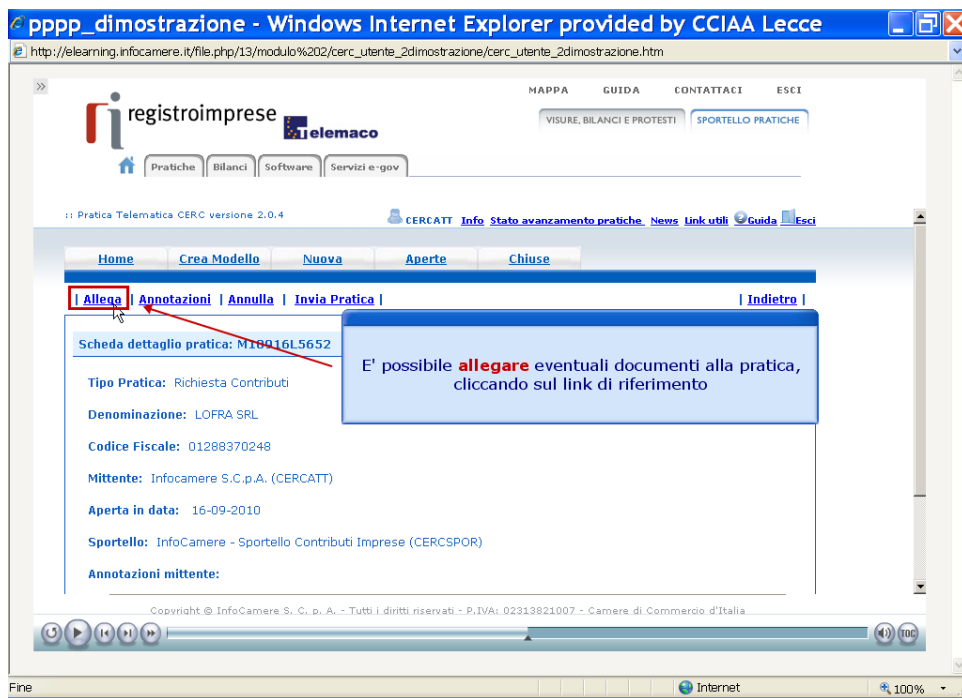 pppp_dimostrazione - Windows Internet Explorer provided by CCIAA Lecce
http://elearning.infocamere.it/file.php/13/modulo%202/cerc_utente_2dimostrazione/cerc_utente_2dimostrazione.htm
MAPPA GUIDA CONTATTACI ESCI
registroimprese
Telemaco
VISURE, BILANCI E PROTESTI SPORTELLO PRATICHE
Pratiche Bilanci Software Servizi e-gov
:: Pratica Telematica CERC versione 2.0.4 CERCATT Info Stato avanzamento pratiche News Link utili Guida Esci
Home Crea Modello Nuova Aperte Chiuse
| Allega | Annotazioni | Annulla | Invia Pratica | | Indietro |
Scheda dettaglio pratica: M10916L5652
E' possibile allegare eventuali documenti alla pratica,
cliccando sul link di riferimento
Tipo Pratica: Richiesta Contributi
Denominazione: LOFRA SRL
Codice Fiscale: 01288370248
Mittente: Infocamere S.C.p.A. (CERCATT)
Aperta in data: 16-09-2010
Sportello: InfoCamere - Sportello Contributi Imprese (CERCSPOR)
Annotazioni mittente:
Copyright © InfoCamere S. C. p. A. - Tutti i diritti riservati - P.IVA: 02313821007 - Camere di Commercio d'Italia
TOC
Fine Internet 100%